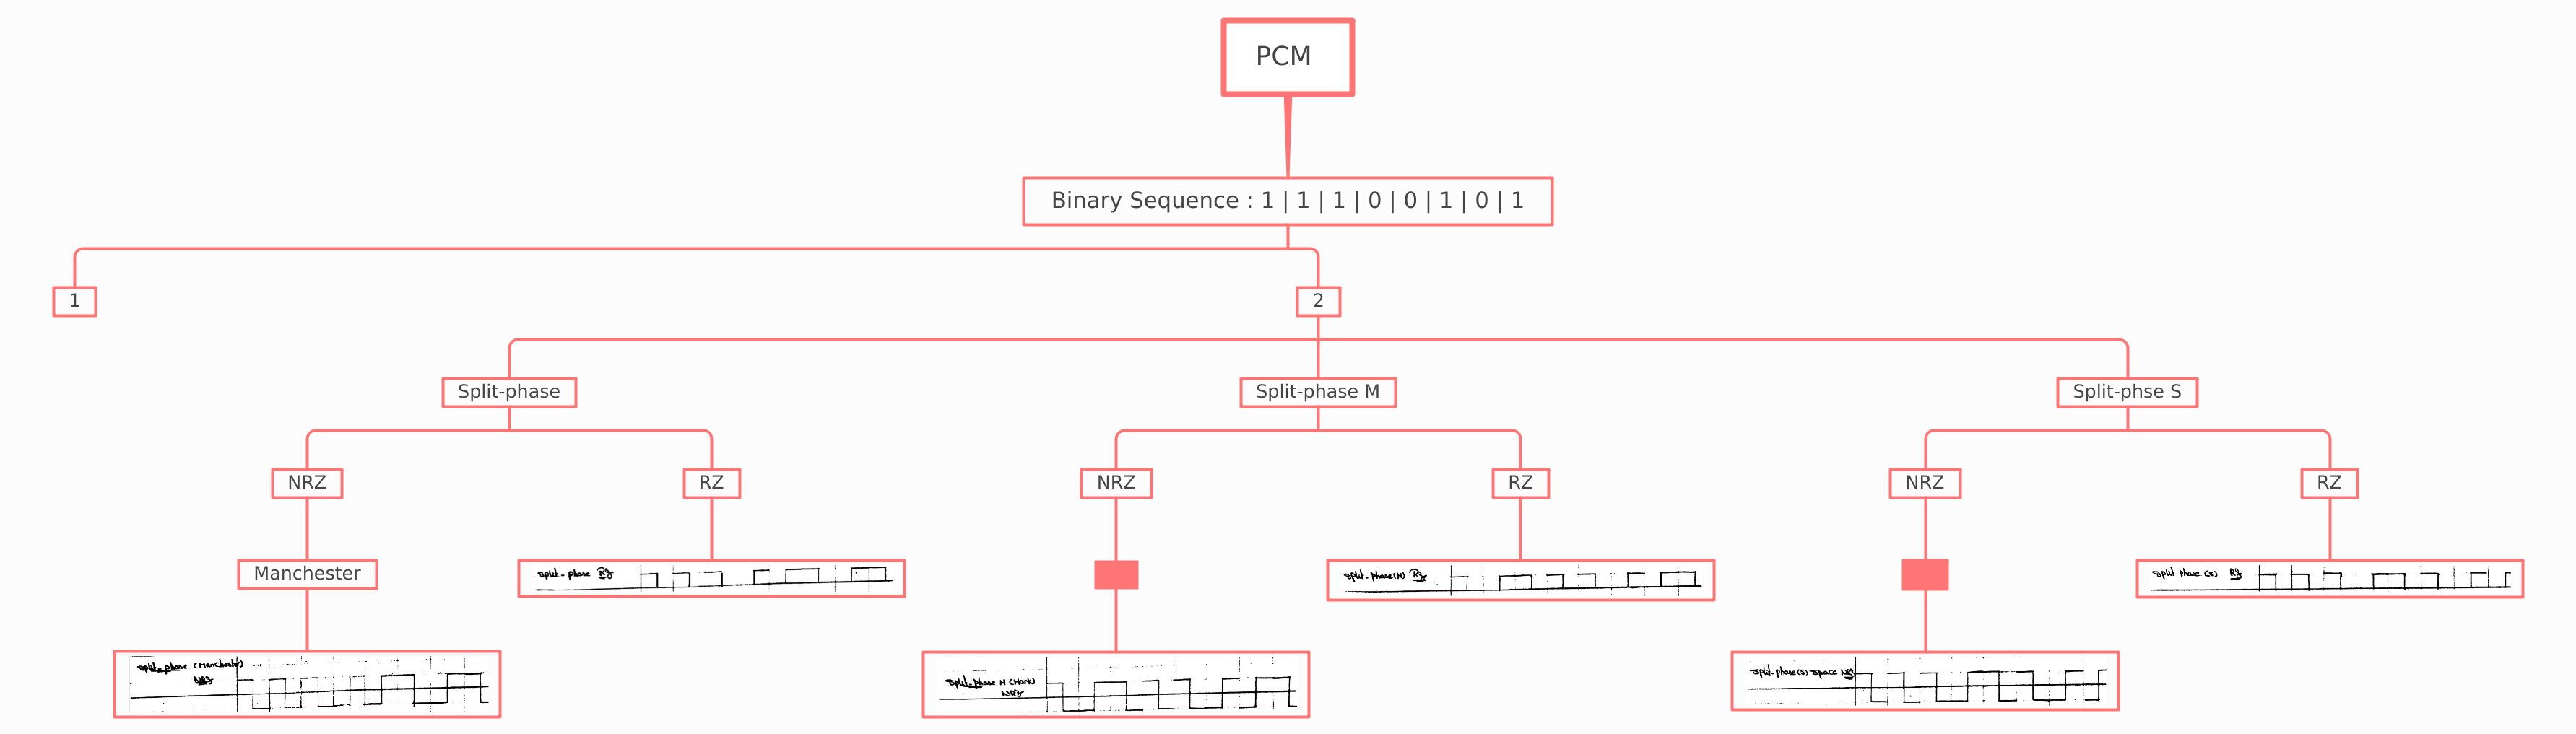 PCM
Binary Sequence : 1 | 1 | 1 | 0 | 0 | 1 | 0 | 1
1
2
Split-phase
Split-phase M
Split-phse S
NRZ
RZ
NRZ
RZ
NRZ
RZ
Manchester
Split-phase RZ
Split-Phase(M) RZ
Split Phase (S) RZ
Split-phase (Manchester)
NRZ
Split-Phase M (Mark)
NRZ
Split-phase(S) Space NRZ